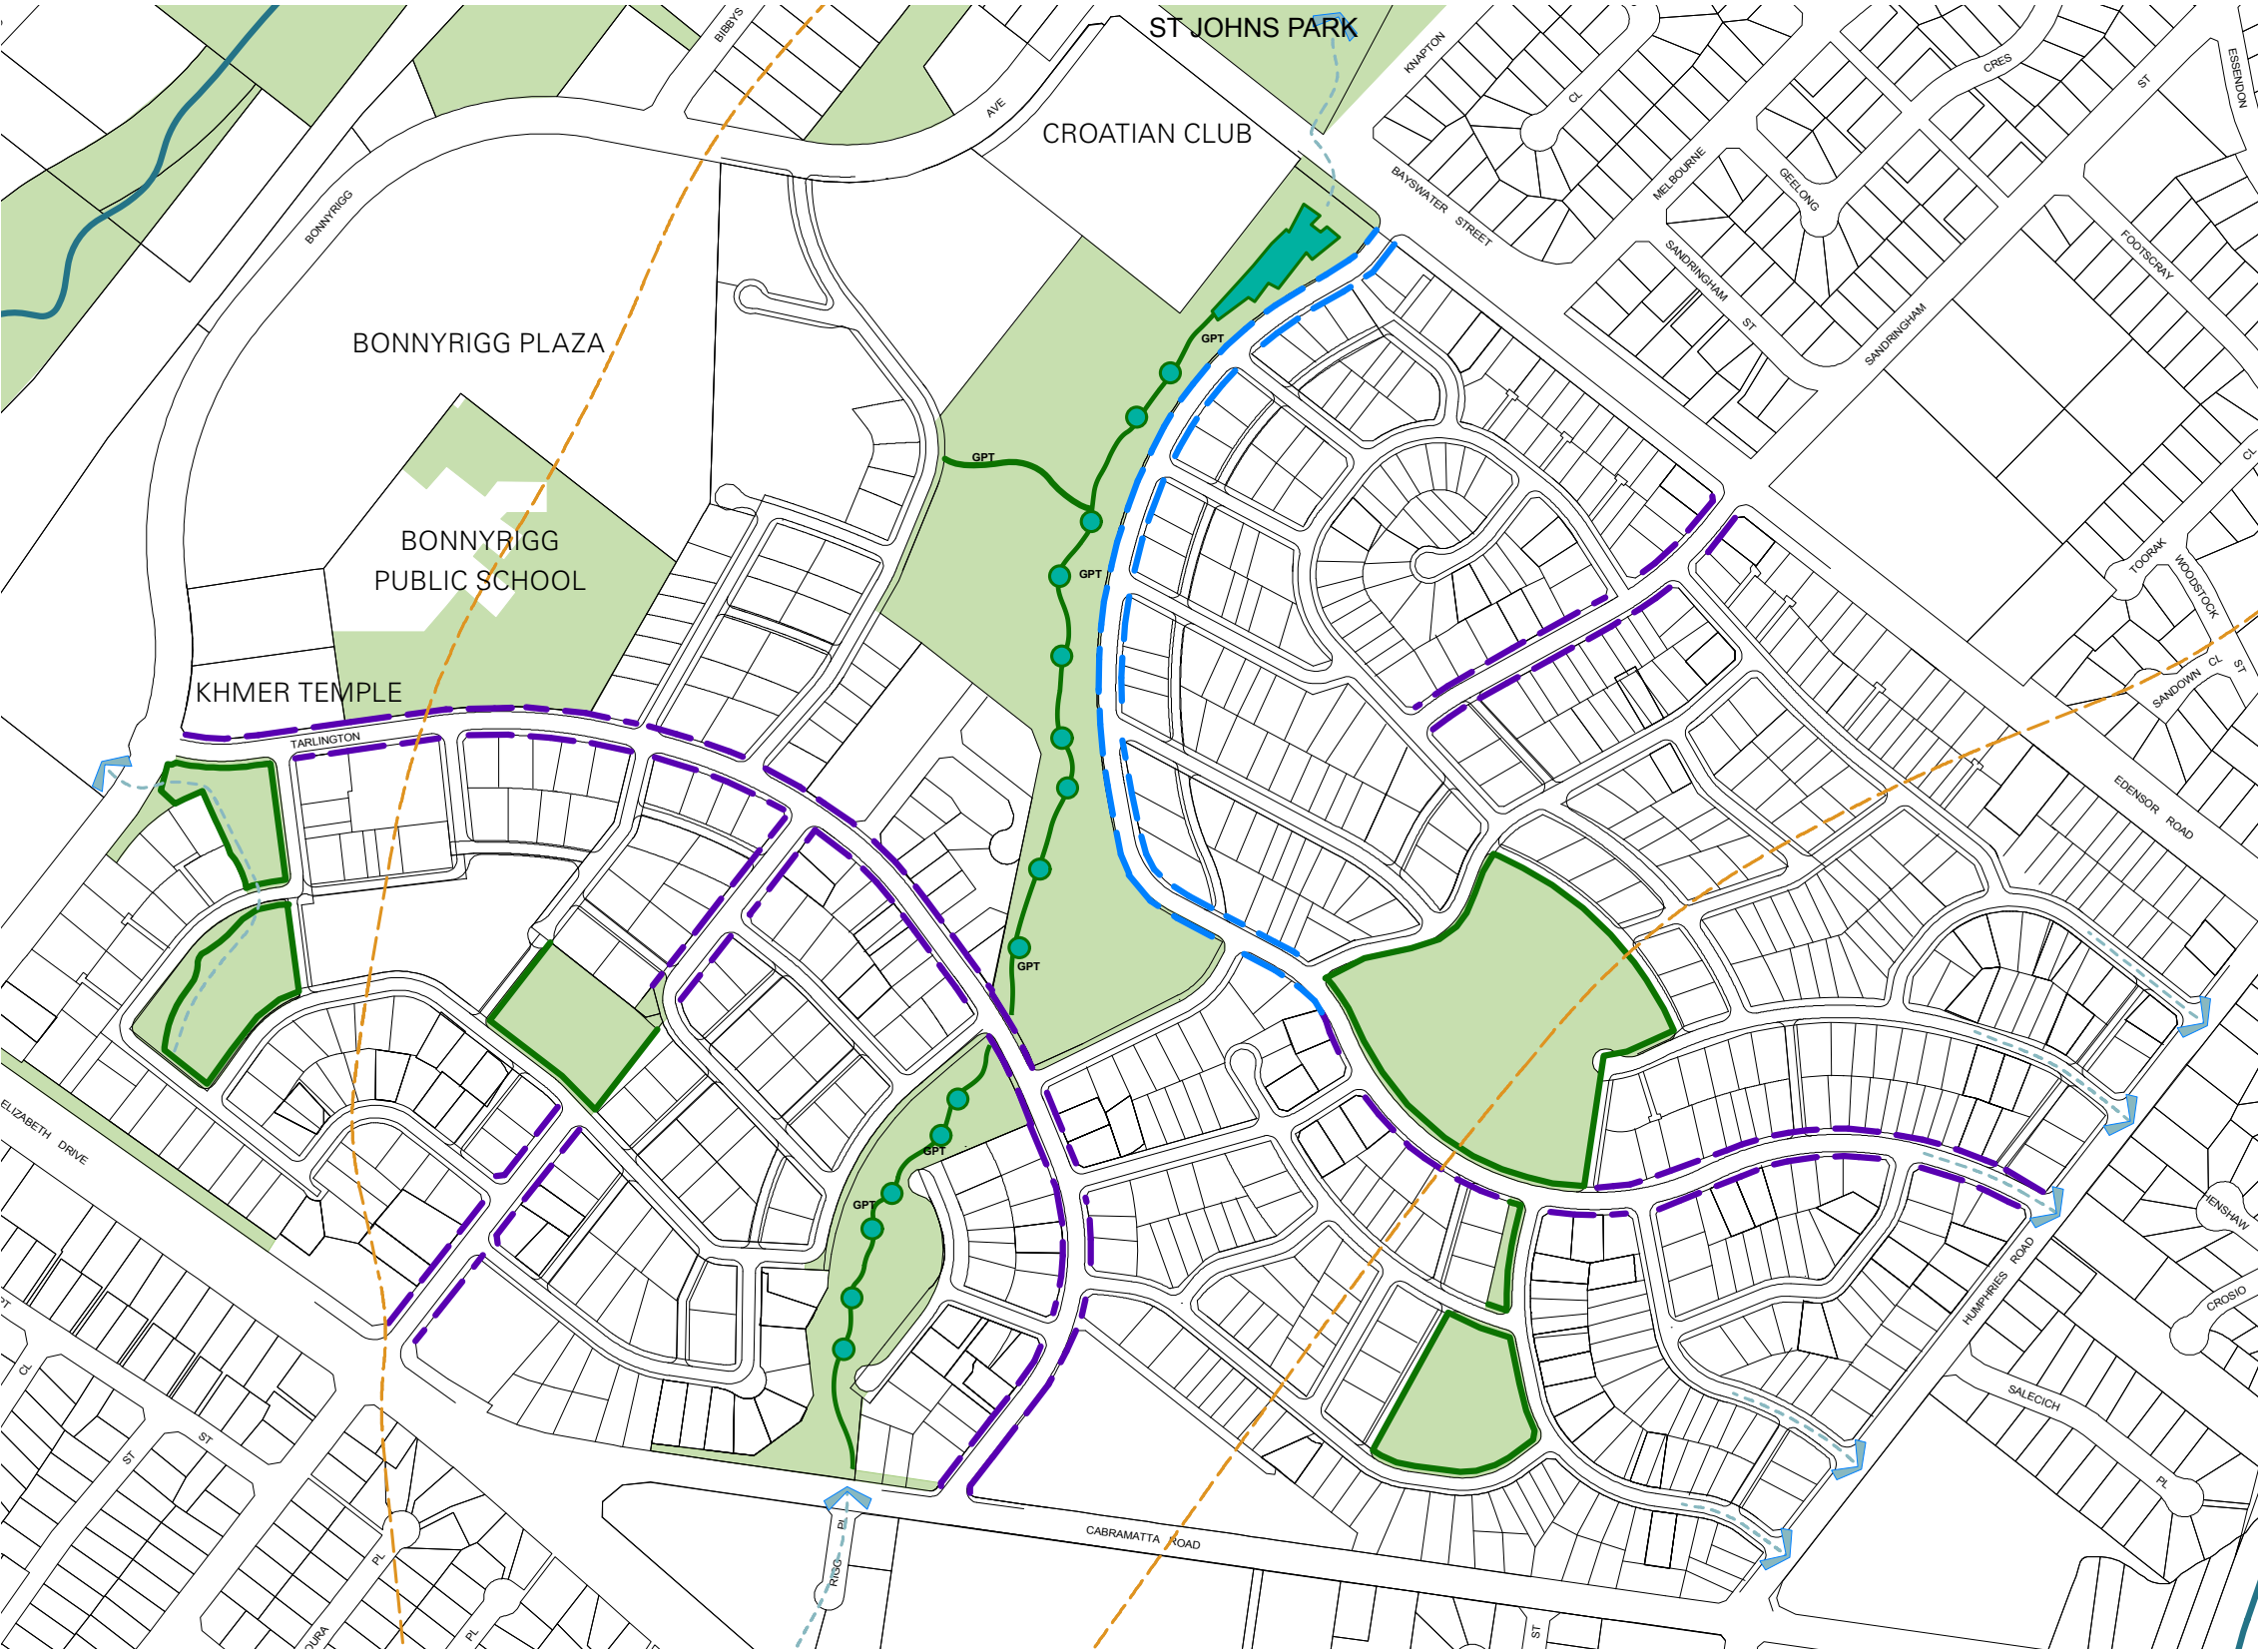 ST JOHNS PARK
BIBBYS
KNAPTON
CRES
ESSENDON
ST
CL
AVE
CROATIAN CLUB
MELBOURNE
GEELONG
BAYSWATER STREET
BONNYRIGG
FOOTSCRAY
SANDRINGHAM
ST
SANDRINGHAM
BONNYRIGG PLAZA
GPT
GPT
CL
BONNYRIGG
PUBLIC SCHOOL
GPT
TOORAK
WOODSTOCK
ST
CL
SANDOWN
KHMER TEMPLE
TARLINGTON
EDENSOR ROAD
GPT
ELIZABETH DRIVE
GPT
GPT
HENSHAW
HUMPHRIES ROAD
CROSIO
CL
SALECICH
PL
ST
ST
PL
CABRAMATTA ROAD
PL
RIGG
PL
ST